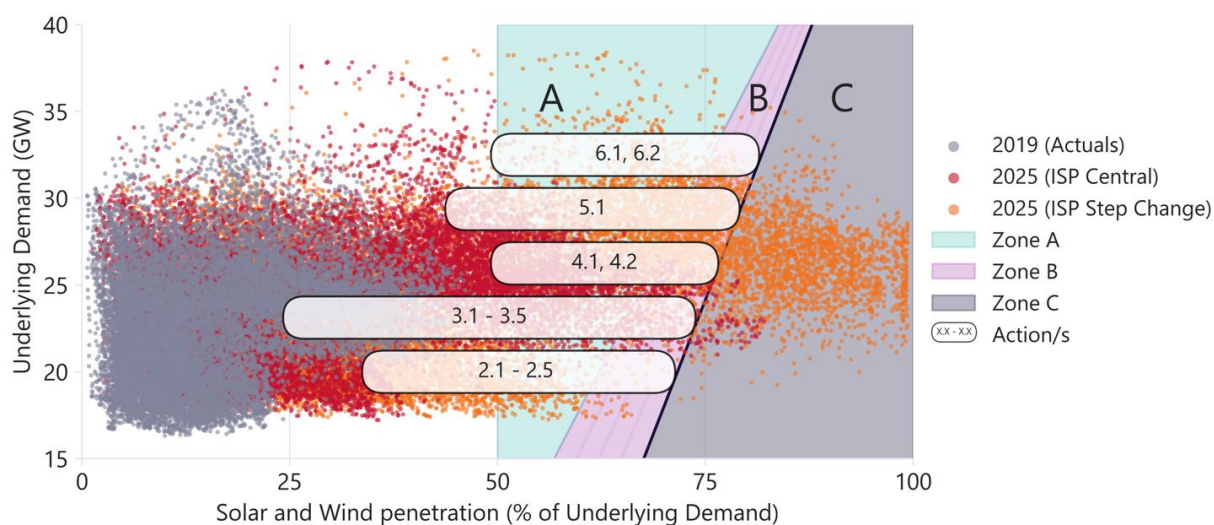 40
35
30
25
20
15
Underlying Demand (GW)
A
B
C
6.1, 6.2
5.1
4.1, 4.2
3.1 - 3.5
2.1 - 2.5
0
25
50
75
100
Solar and Wind penetration (% of Underlying Demand)
2019 (Actuals)
2025 (ISP Central)
2025 (ISP Step Change)
Zone A
Zone B
Zone C
X.X - X.X Action/s